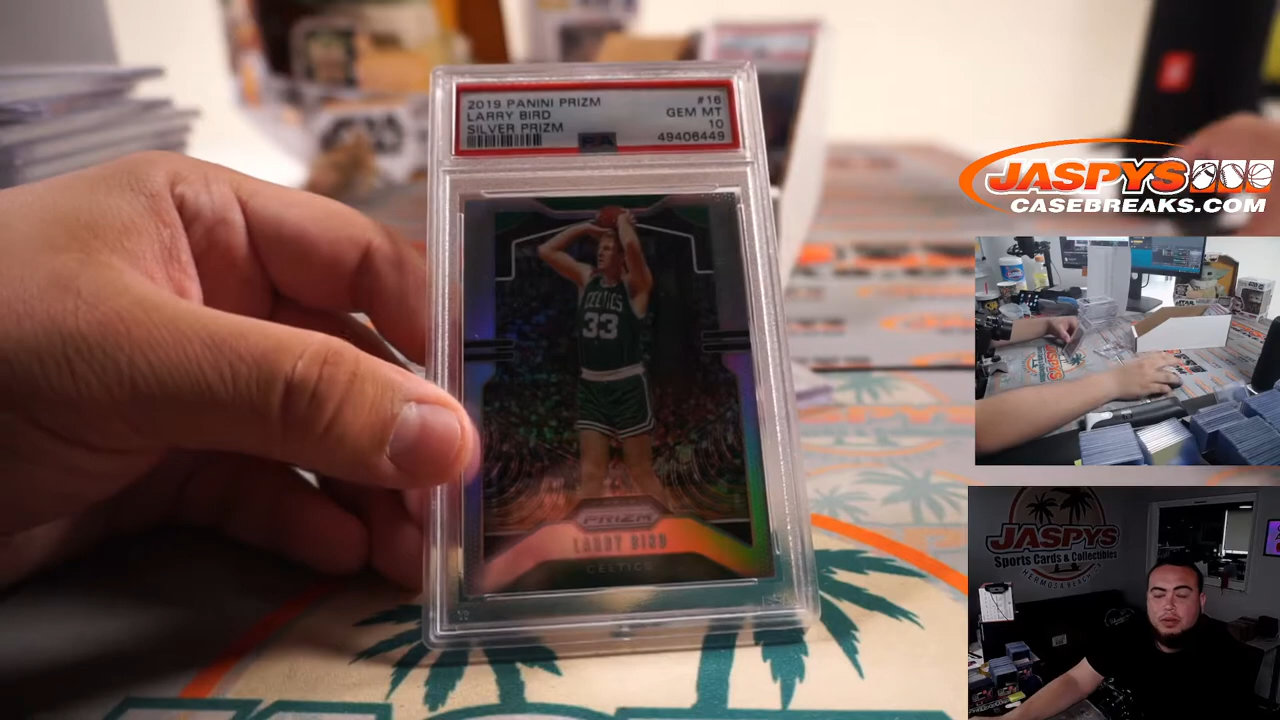 2019 PANINI PRIZM #16
LARRY BIRD GEM MT
SILVER PRIZM 10
49406449
PSA
CELTICS
33
PRIZM
LARRY BIRD
CELTICS
JASPYS
CASEBREAKS.COM
JASPYS
Sports Cards & Collectibles
HERMOSA BEACH